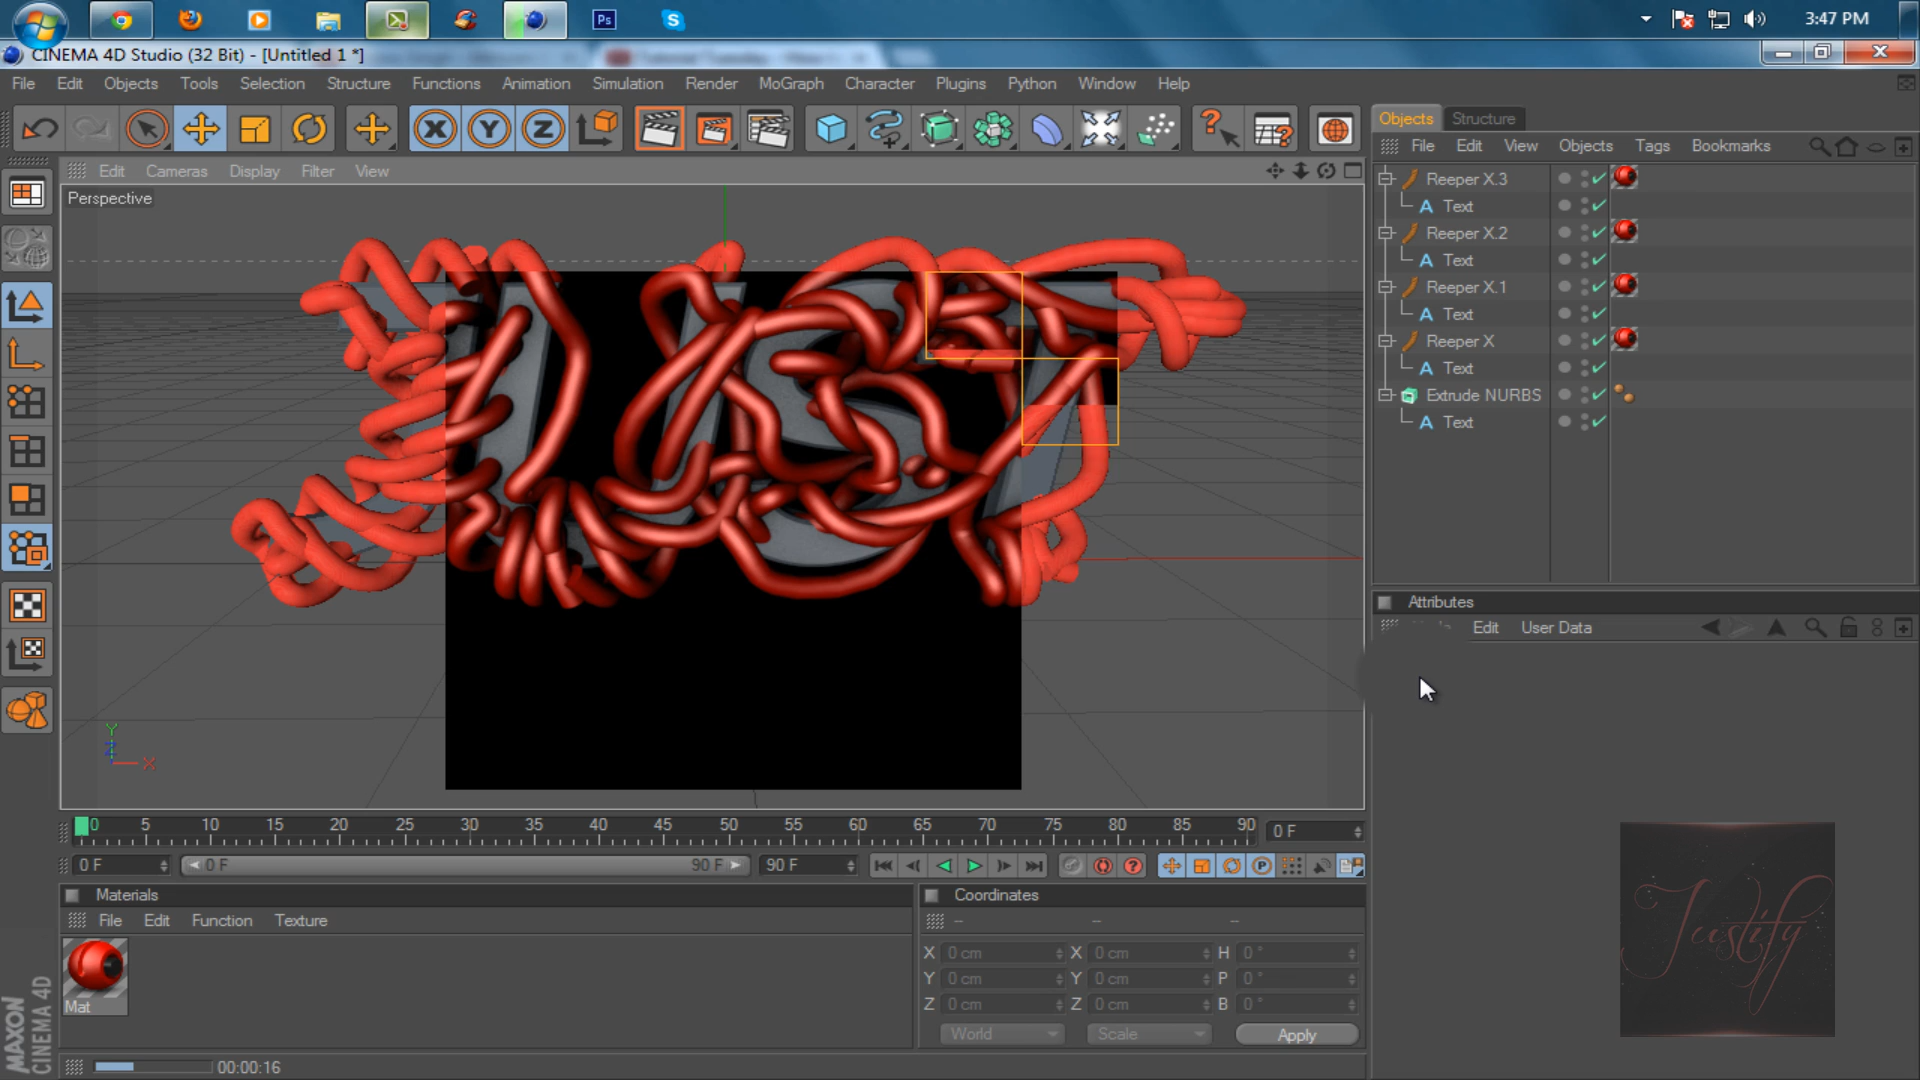 Ps
3:47 PM
CINEMA 4D Studio (32 Bit) - [Untitled 1 *]
File Edit Objects Tools Selection Structure Functions Animation Simulation Render MoGraph Character Plugins Python Window Help
X Y Z
Objects Structure
File Edit View Objects Tags Bookmarks
Edit Cameras Display Filter View
Perspective
Reeper X.3
Text
Reeper X.2
Text
Reeper X.1
Text
Reeper X
Text
Extrude NURBS
Text
Attributes
Edit User Data
Y
Z
X
0 5 10 15 20 25 30 35 40 45 50 55 60 65 70 75 80 85 90 0 F
0 F 0 F 90 F 90 F
P
Materials
File Edit Function Texture
Mat
Coordinates
-- -- --
X 0 cm X 0 cm H 0 °
Y 0 cm Y 0 cm P 0 °
Z 0 cm Z 0 cm B 0 °
World Scale Apply
Justify
MAXON
CINEMA 4D
00:00:16